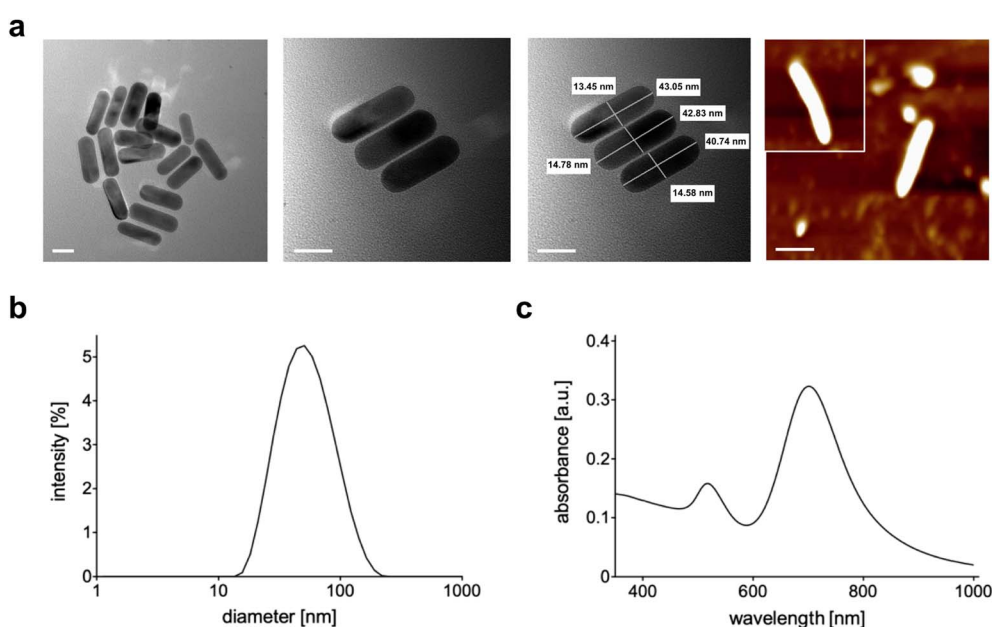 a
13.45 nm
43.05 nm
42.83 nm
40.74 nm
14.78 nm
14.58 nm
b
intensity [%]
5
4
3
2
1
0
1
10
100
1000
diameter [nm]
c
absorbance [a.u.]
0.4
0.3
0.2
0.1
0
400
600
800
1000
wavelength [nm]